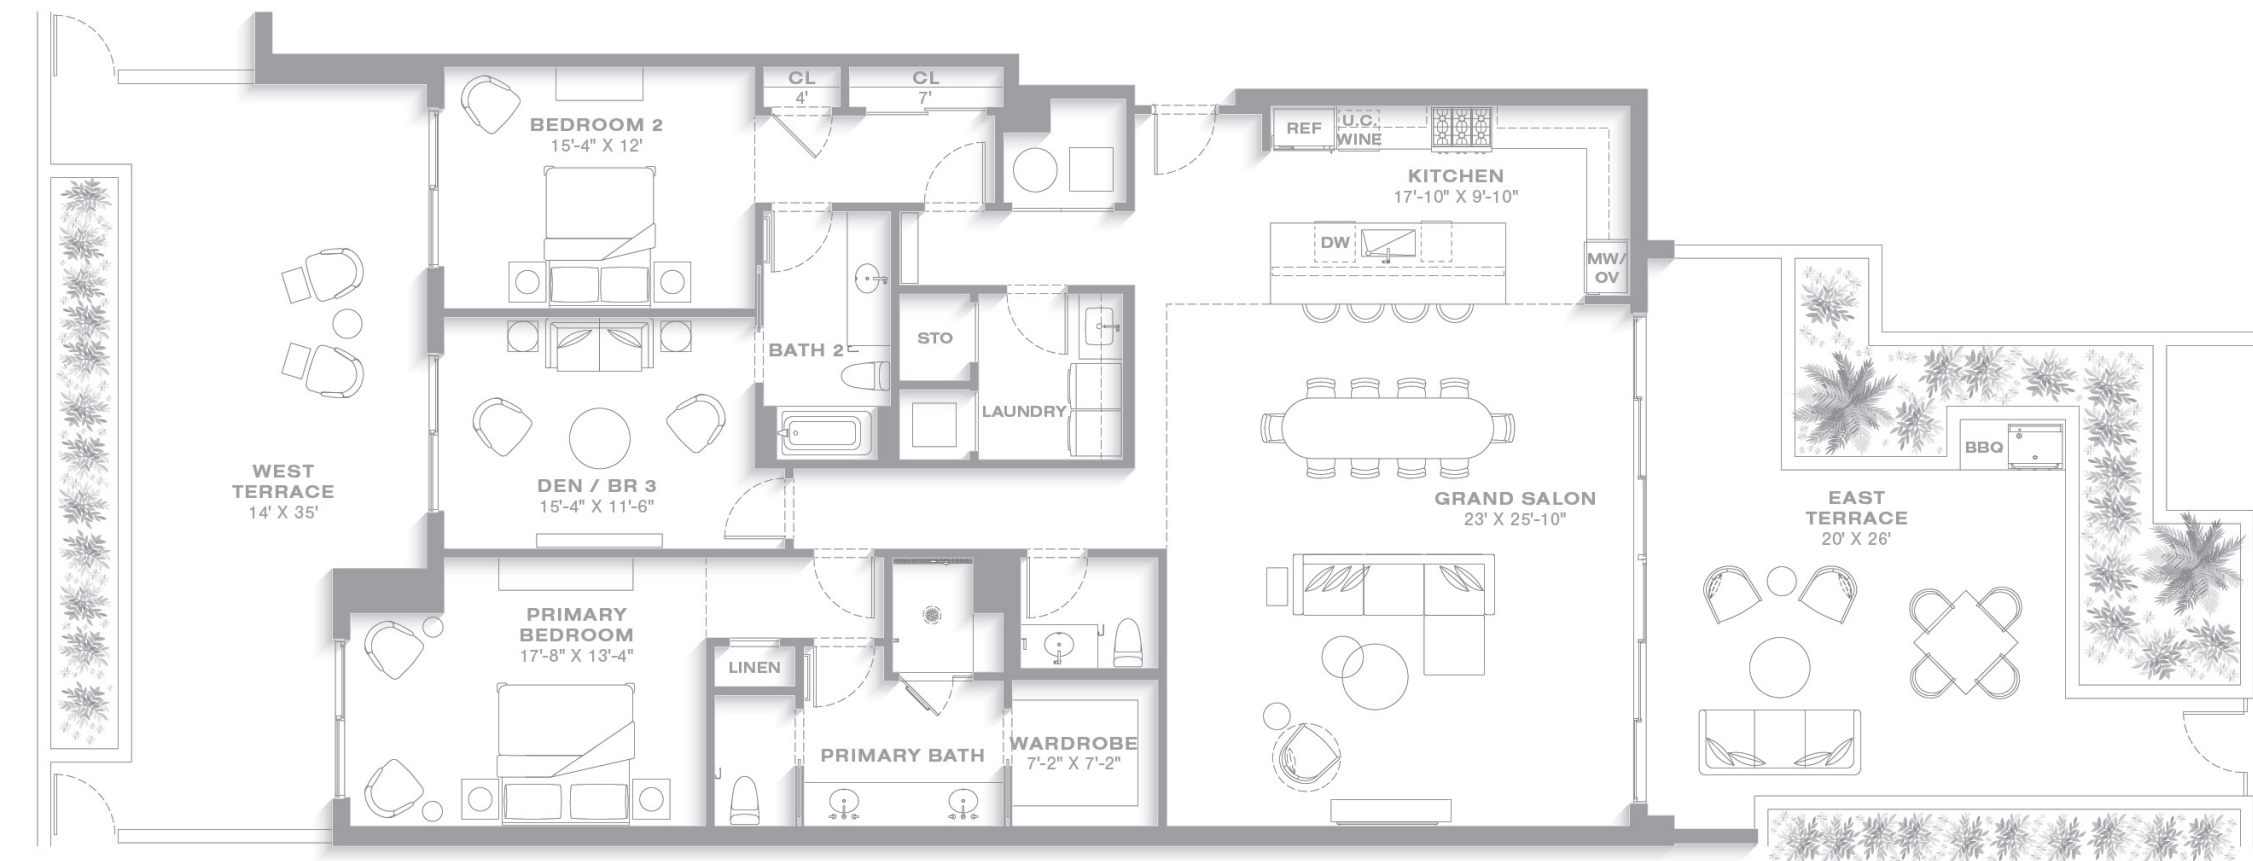 CL
4'
CL
7'
BEDROOM 2
15'-4" X 12'
REF
U.C.
WINE
KITCHEN
17'-10" X 9'-10"
DW
MW/
OV
STO
BATH 2
LAUNDRY
BBQ
WEST
TERRACE
14' X 35'
DEN / BR 3
15'-4" X 11'-6"
GRAND SALON
23' X 25'-10"
EAST
TERRACE
20' X 26'
PRIMARY
BEDROOM
17'-8" X 13'-4"
LINEN
PRIMARY BATH
WARDROBE
7'-2" X 7'-2"